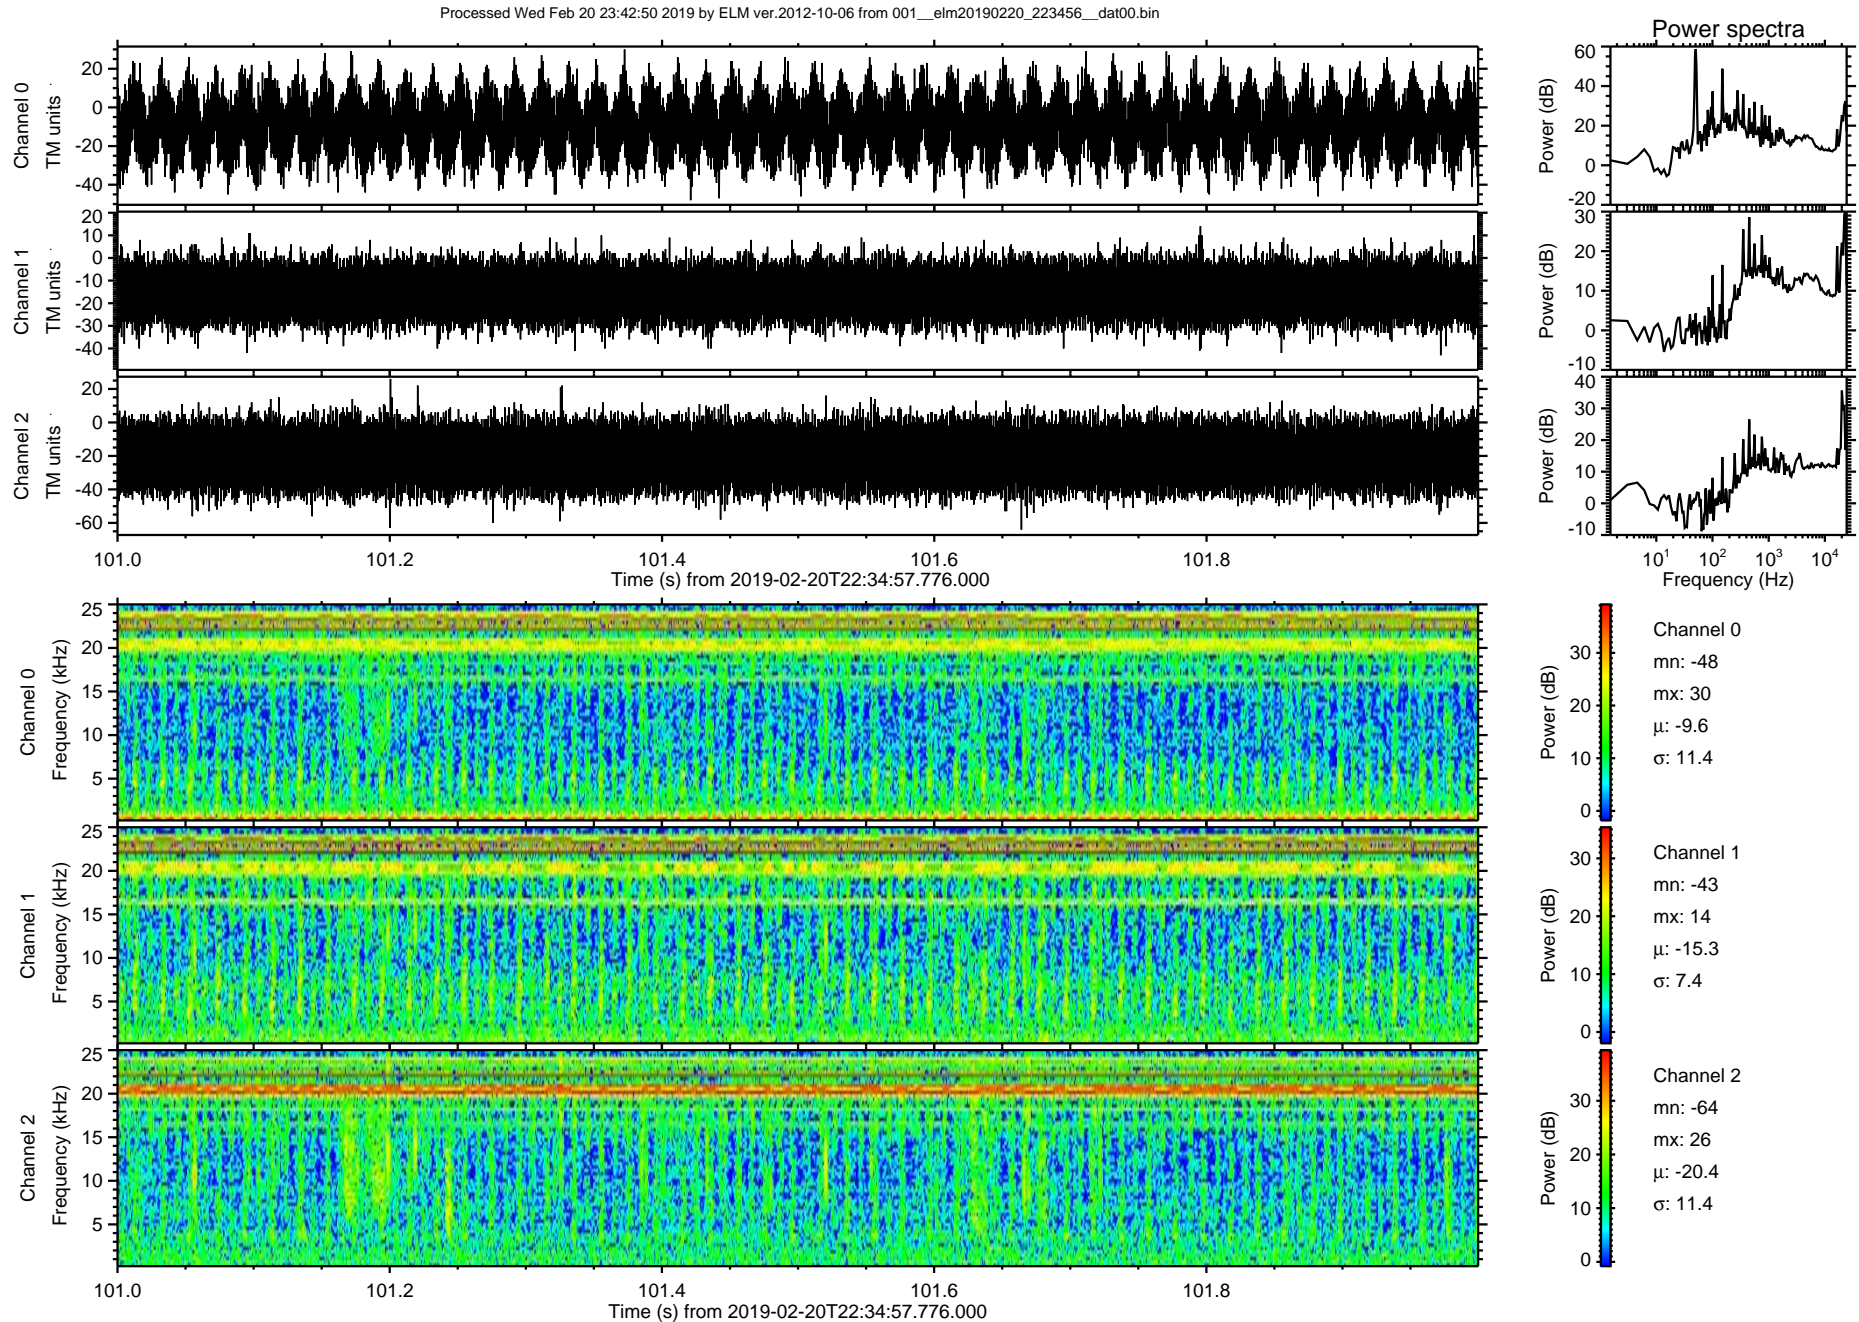 Processed Wed Feb 20 23:42:50 2019 by ELM ver.2012-10-06 from 001__elm20190220_223456__dat00.bin
Power spectra
Channel 0
TM units
20
0
-20
-40
Power (dB)
60
40
20
0
-20
Channel 1
TM units
20
10
0
-10
-20
-30
-40
Power (dB)
30
20
10
0
-10
Channel 2
TM units
20
0
-20
-40
-60
Power (dB)
40
30
20
10
0
-10
101.0 101.2 101.4 101.6 101.8
Time (s) from 2019-02-20T22:34:57.776.000
10^1 10^2 10^3 10^4
Frequency (Hz)
Channel 0
Frequency (kHz)
25
20
15
10
5
Power (dB)
30
20
10
0
Channel 0
mn: -48
mx: 30
μ: -9.6
σ: 11.4
Channel 1
Frequency (kHz)
25
20
15
10
5
Power (dB)
30
20
10
0
Channel 1
mn: -43
mx: 14
μ: -15.3
σ: 7.4
Channel 2
Frequency (kHz)
25
20
15
10
5
Power (dB)
30
20
10
0
Channel 2
mn: -64
mx: 26
μ: -20.4
σ: 11.4
101.0 101.2 101.4 101.6 101.8
Time (s) from 2019-02-20T22:34:57.776.000